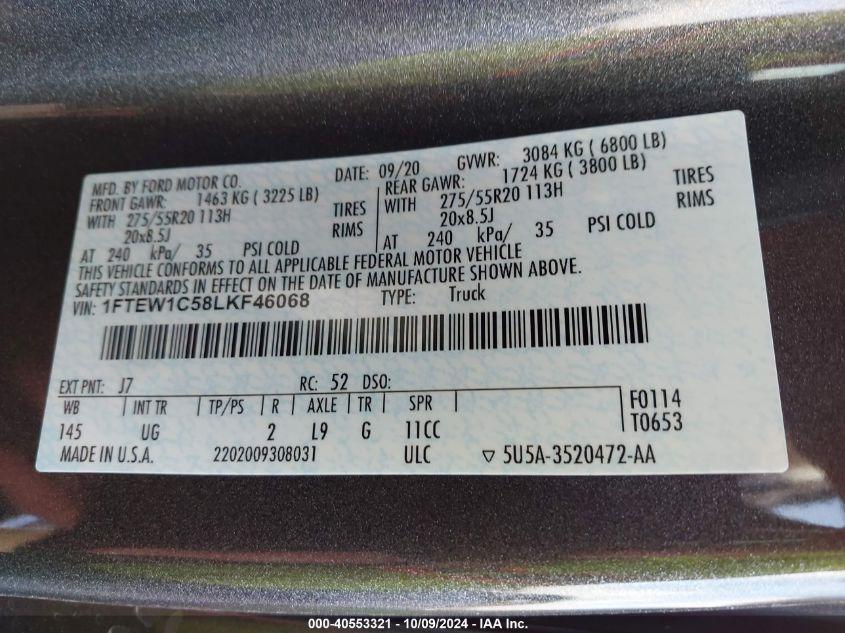 MFD. BY FORD MOTOR CO. DATE: 09/20 GVWR: 3084 KG ( 6800 LB)
FRONT GAWR: 1463 KG ( 3225 LB) REAR GAWR: 1724 KG ( 3800 LB)
WITH 275/55R20 113H TIRES WITH 275/55R20 113H TIRES
20x8.5J RIMS 20x8.5J RIMS
AT 240 kPa/ 35 PSI COLD AT 240 kPa/ 35 PSI COLD
THIS VEHICLE CONFORMS TO ALL APPLICABLE FEDERAL MOTOR VEHICLE
SAFETY STANDARDS IN EFFECT ON THE DATE OF MANUFACTURE SHOWN ABOVE.
VIN: 1FTEW1C58LKF46068 TYPE: Truck
EXT PNT: J7 RC: 52 DSO:
WB INT TR TP/PS R AXLE TR SPR F0114
145 UG 2 L9 G 11CC T0653
MADE IN U.S.A. 2202009308031 ULC ▽ 5U5A-3520472-AA
000-40553321 - 10/09/2024 - IAA Inc.